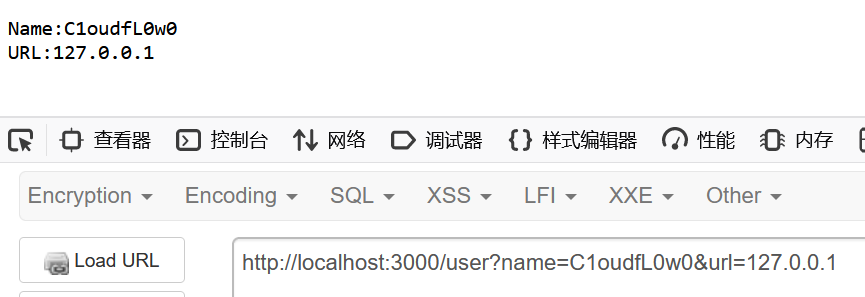 Name:C1oudfL0w0
URL:127.0.0.1
查看器 控制台 网络 调试器 样式编辑器 性能 内存
Encryption Encoding SQL XSS LFI XXE Other
Load URL http://localhost:3000/user?name=C1oudfL0w0&url=127.0.0.1